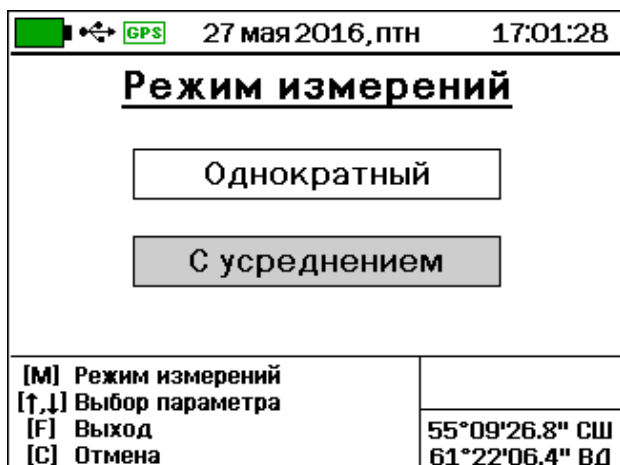 GPS 27 мая 2016, птн 17:01:28
Режим измерений
Однократный
С усреднением
[M] Режим измерений
[↑,↓] Выбор параметра
[F] Выход
[C] Отмена
55°09'26.8" СШ
61°22'06.4" ВД